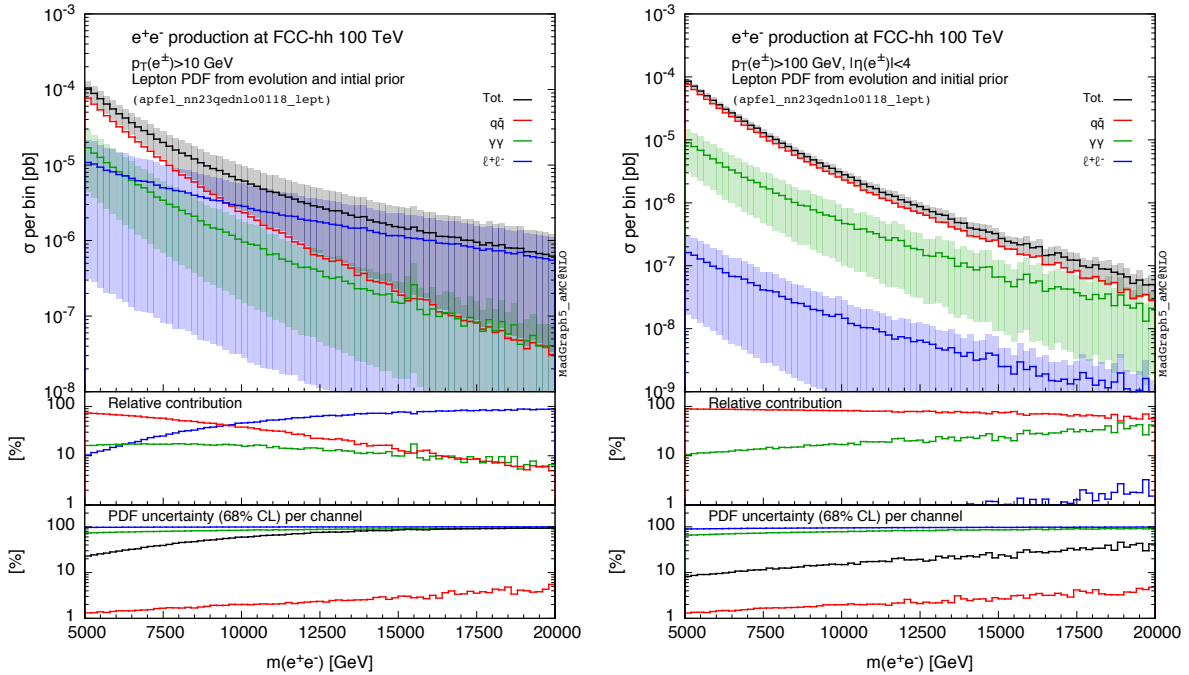 e⁺e⁻ production at FCC-hh 100 TeV
p_T(e^±)>10 GeV
Lepton PDF from evolution and intial prior
(apfel_nn23qednlo0118_lept)
Tot.
qq̄
γγ
ℓ⁺ℓ⁻
σ per bin [pb]
10⁻³
10⁻⁴
10⁻⁵
10⁻⁶
10⁻⁷
10⁻⁸
MadGraph5_aMC@NLO
Relative contribution
[%]
100
10
1
PDF uncertainty (68% CL) per channel
[%]
100
10
1
5000 7500 10000 12500 15000 17500 20000
m(e⁺e⁻) [GeV]
e⁺e⁻ production at FCC-hh 100 TeV
p_T(e^±)>100 GeV, |η(e^±)|<4
Lepton PDF from evolution and intial prior
(apfel_nn23qednlo0118_lept)
Tot.
qq̄
γγ
ℓ⁺ℓ⁻
σ per bin [pb]
10⁻³
10⁻⁴
10⁻⁵
10⁻⁶
10⁻⁷
10⁻⁸
10⁻⁹
MadGraph5_aMC@NLO
Relative contribution
[%]
100
10
1
PDF uncertainty (68% CL) per channel
[%]
100
10
1
5000 7500 10000 12500 15000 17500 20000
m(e⁺e⁻) [GeV]